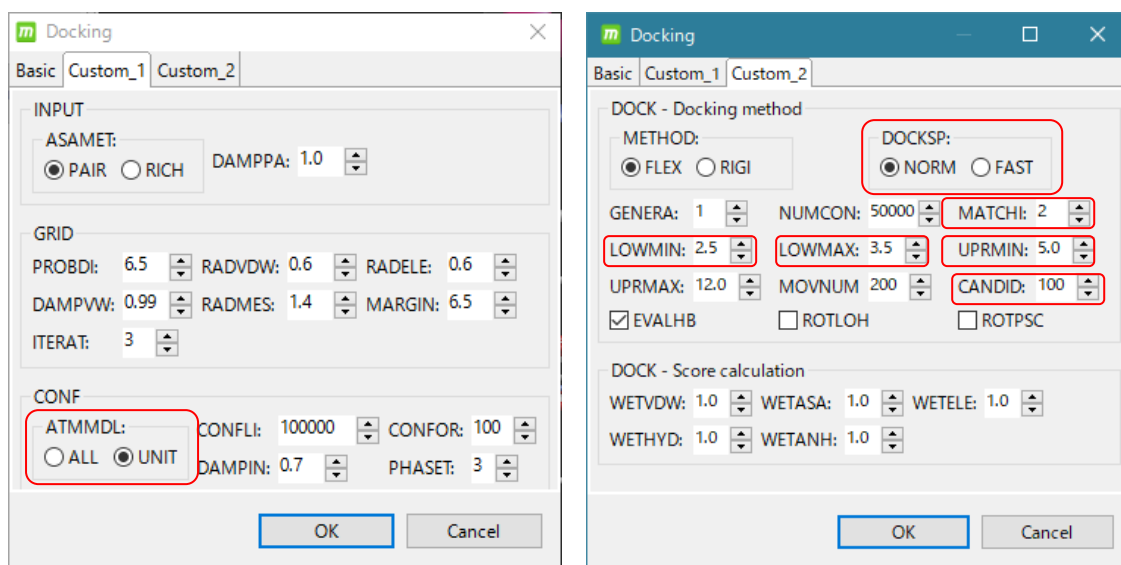 Docking
Basic Custom_1 Custom_2
INPUT
ASAMET:
PAIR RICH DAMPPA: 1.0
GRID
PROBDI: 6.5 RADVDW: 0.6 RADELE: 0.6
DAMPVW: 0.99 RADMES: 1.4 MARGIN: 6.5
ITERAT: 3
CONF
ATMMDL:
ALL UNIT
CONFLI: 100000 CONFOR: 100
DAMPIN: 0.7 PHASET: 3
OK Cancel
Docking
Basic Custom_1 Custom_2
DOCK - Docking method
METHOD: DOCKSP:
FLEX RIGI NORM FAST
GENERA: 1 NUMCON: 50000 MATCHI: 2
LOWMIN: 2.5 LOWMAX: 3.5 UPRMIN: 5.0
UPRMAX: 12.0 MOVNUM 200 CANDID: 100
EVALHB ROTLOH ROTPSC
DOCK - Score calculation
WETVDW: 1.0 WETASA: 1.0 WETELE: 1.0
WETHYD: 1.0 WETANH: 1.0
OK Cancel